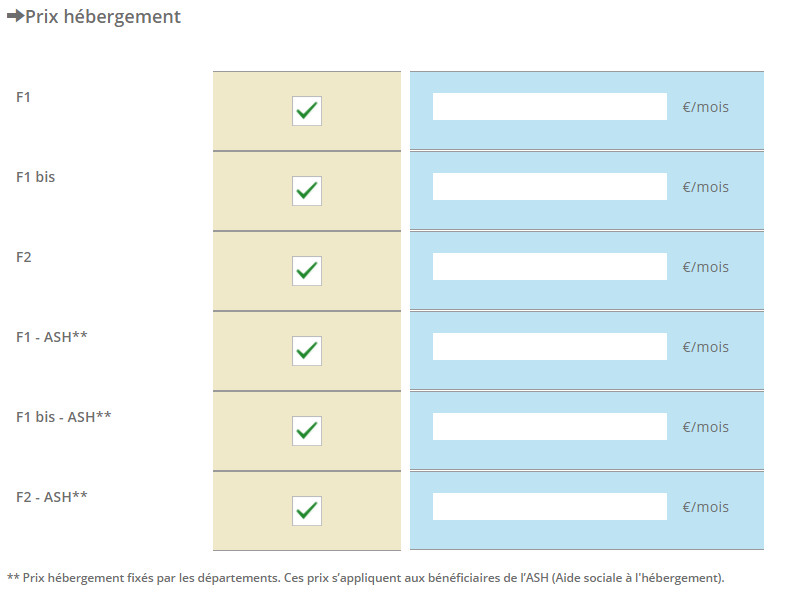 Prix hébergement
F1
€/mois
F1 bis
€/mois
F2
€/mois
F1 - ASH**
€/mois
F1 bis - ASH**
€/mois
F2 - ASH**
€/mois
** Prix hébergement fixés par les départements. Ces prix s’appliquent aux bénéficiaires de l’ASH (Aide sociale à l'hébergement).